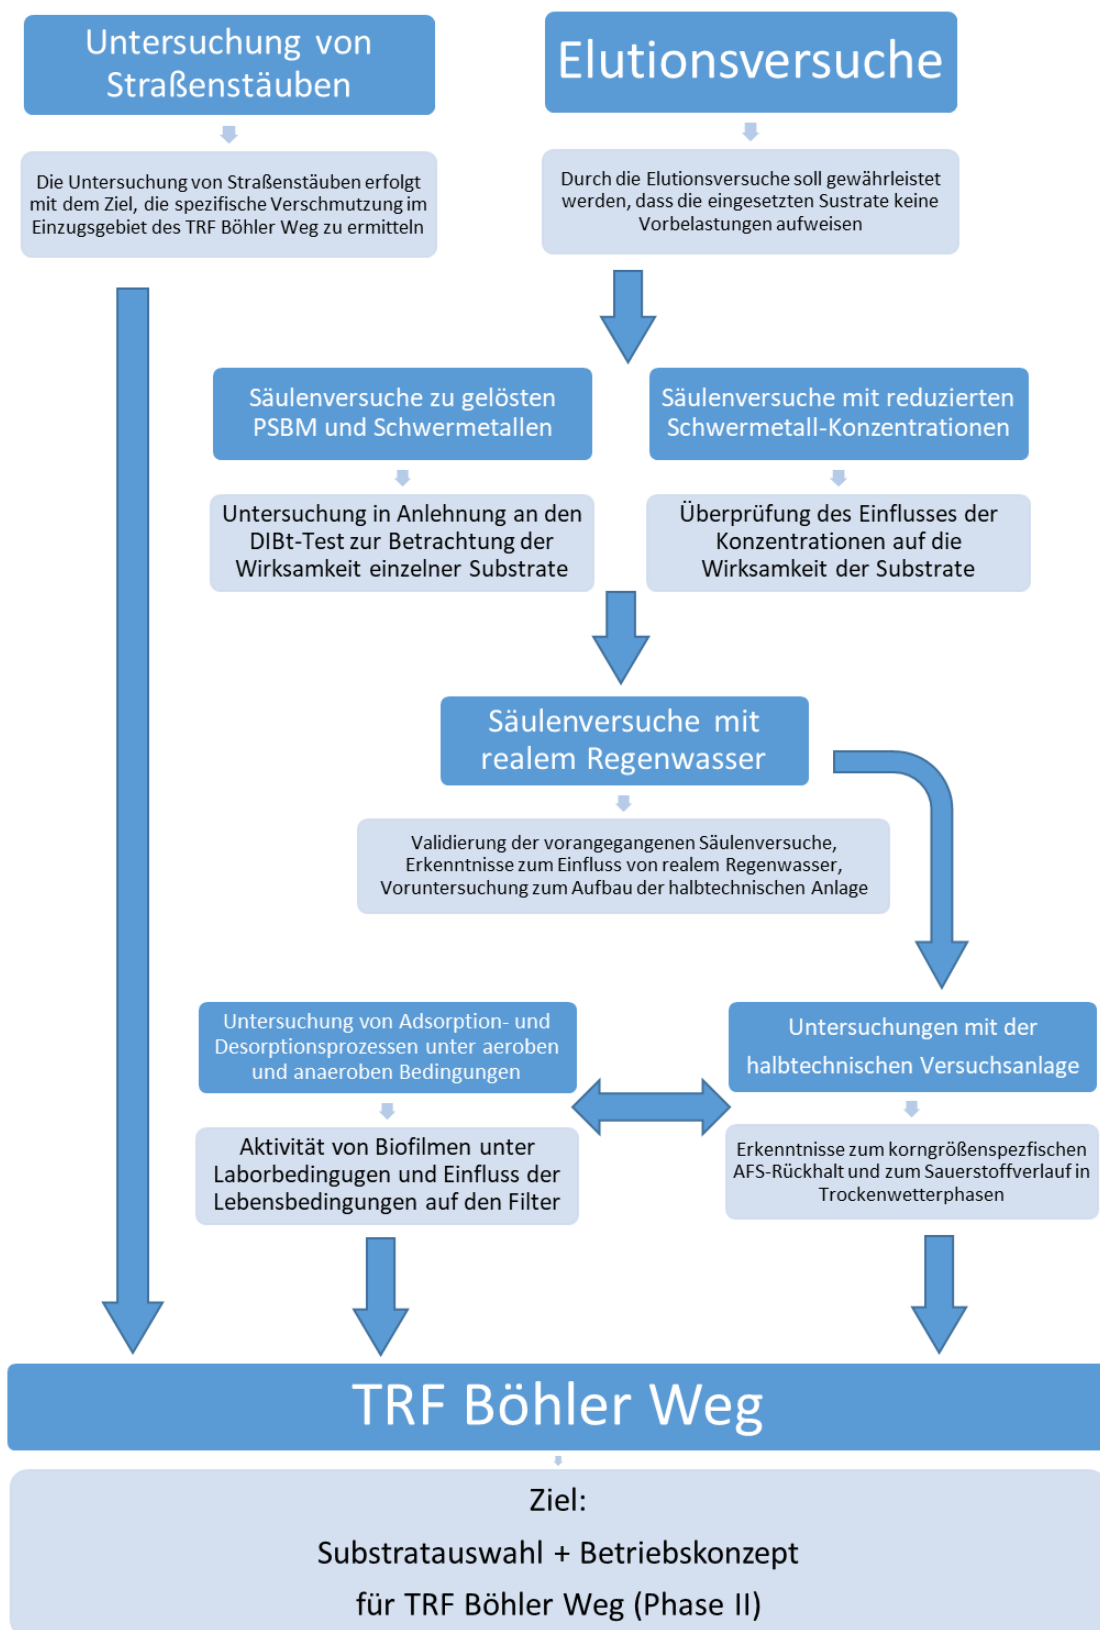 Untersuchung von
Straßenstäuben
Die Untersuchung von Straßenstäuben erfolgt
mit dem Ziel, die spezifische Verschmutzung im
Einzugsgebiet des TRF Böhler Weg zu ermitteln
Elutionsversuche
Durch die Elutionsversuche soll gewährleistet
werden, dass die eingesetzten Sustrate keine
Vorbelastungen aufweisen
Säulenversuche zu gelösten
PSBM und Schwermetallen
Untersuchung in Anlehnung an den
DIBt-Test zur Betrachtung der
Wirksamkeit einzelner Substrate
Säulenversuche mit reduzierten
Schwermetall-Konzentrationen
Überprüfung des Einflusses der
Konzentrationen auf die
Wirksamkeit der Substrate
Säulenversuche mit
realem Regenwasser
Validierung der vorangegangenen Säulenversuche,
Erkenntnisse zum Einfluss von realem Regenwasser,
Voruntersuchung zum Aufbau der halbtechnischen Anlage
Untersuchung von Adsorption- und
Desorptionsprozessen unter aeroben
und anaeroben Bedingungen
Aktivität von Biofilmen unter
Laborbedingugen und Einfluss der
Lebensbedingungen auf den Filter
Untersuchungen mit der
halbtechnischen Versuchsanlage
Erkenntnisse zum korngrößenspezfischen
AFS-Rückhalt und zum Sauerstoffverlauf in
Trockenwetterphasen
TRF Böhler Weg
Ziel:
Substratauswahl + Betriebskonzept
für TRF Böhler Weg (Phase II)